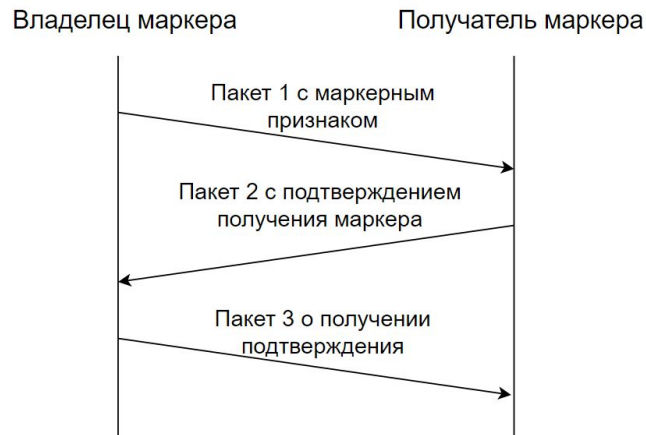 Владелец маркера
Получатель маркера
Пакет 1 с маркерным
признаком
Пакет 2 с подтверждением
получения маркера
Пакет 3 о получении
подтверждения